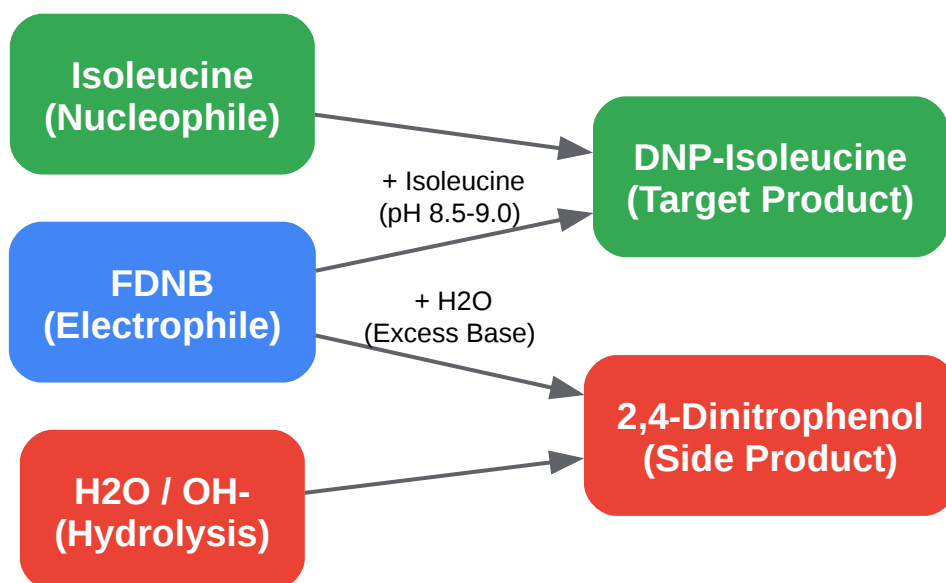 Isoleucine
(Nucleophile)
DNP-Isoleucine
(Target Product)
+ Isoleucine
(pH 8.5-9.0)
FDNB
(Electrophile)
+ H2O
(Excess Base)
2,4-Dinitrophenol
(Side Product)
H2O / OH-
(Hydrolysis)